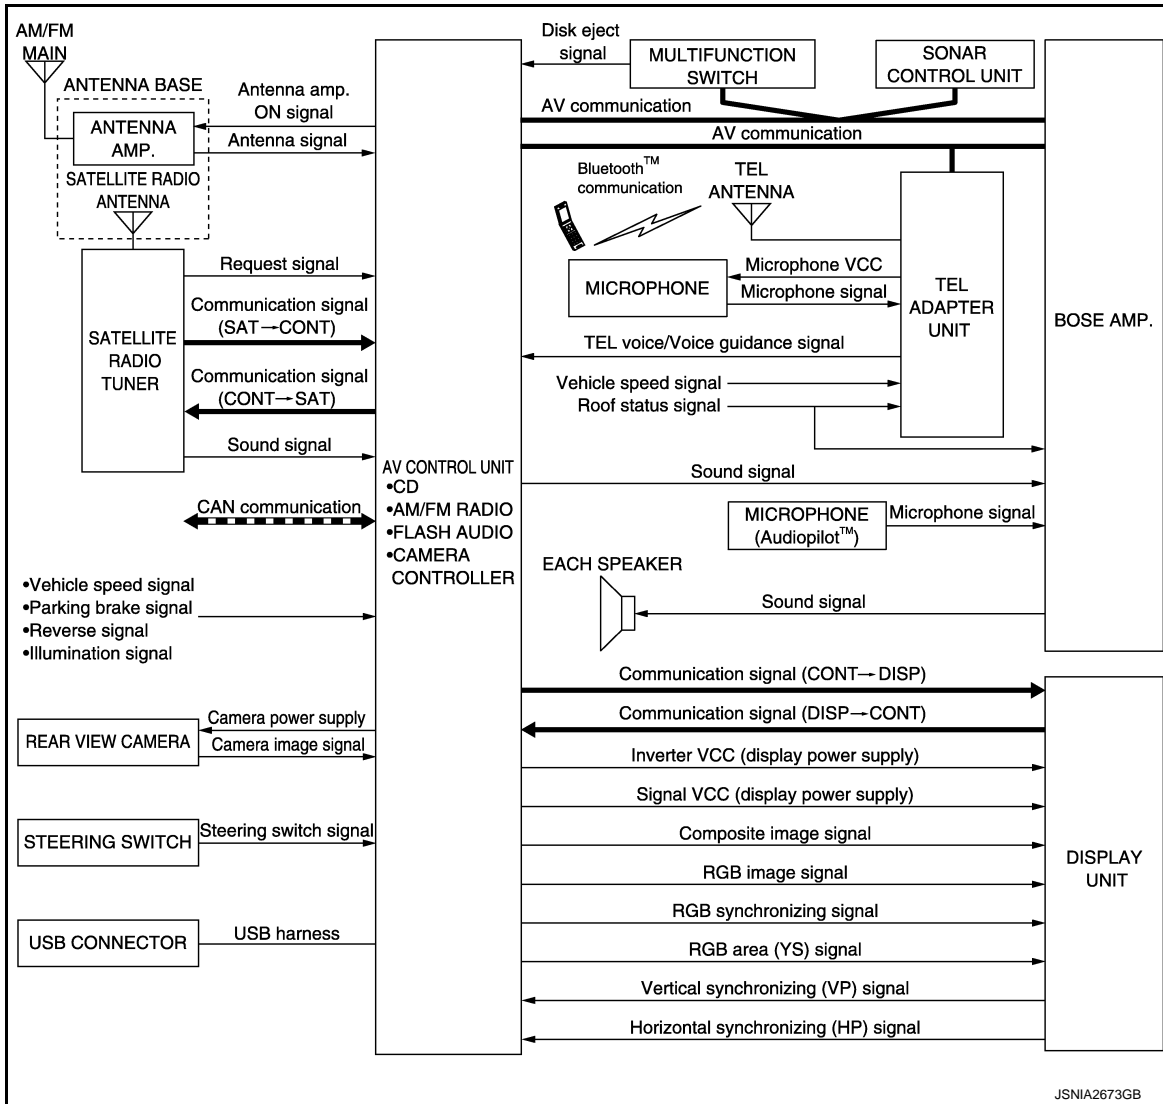 AM/FM
MAIN
ANTENNA BASE
ANTENNA
AMP.
SATELLITE RADIO
ANTENNA
Antenna amp.
ON signal
Antenna signal
SATELLITE
RADIO
TUNER
Request signal
Communication signal
(SAT→CONT)
Communication signal
(CONT→SAT)
Sound signal
CAN communication
•Vehicle speed signal
•Parking brake signal
•Reverse signal
•Illumination signal
REAR VIEW CAMERA
Camera power supply
Camera image signal
STEERING SWITCH
Steering switch signal
USB CONNECTOR
USB harness
AV CONTROL UNIT
•CD
•AM/FM RADIO
•FLASH AUDIO
•CAMERA
CONTROLLER
Disk eject
signal
MULTIFUNCTION
SWITCH
SONAR
CONTROL UNIT
AV communication
AV communication
Bluetooth™
communication
TEL
ANTENNA
MICROPHONE
Microphone VCC
Microphone signal
TEL
ADAPTER
UNIT
BOSE AMP.
TEL voice/Voice guidance signal
Vehicle speed signal
Roof status signal
Sound signal
MICROPHONE
(Audiopilot™)
Microphone signal
EACH SPEAKER
Sound signal
Communication signal (CONT→DISP)
Communication signal (DISP→CONT)
Inverter VCC (display power supply)
Signal VCC (display power supply)
Composite image signal
RGB image signal
RGB synchronizing signal
RGB area (YS) signal
Vertical synchronizing (VP) signal
Horizontal synchronizing (HP) signal
DISPLAY
UNIT
JSNIA2673GB